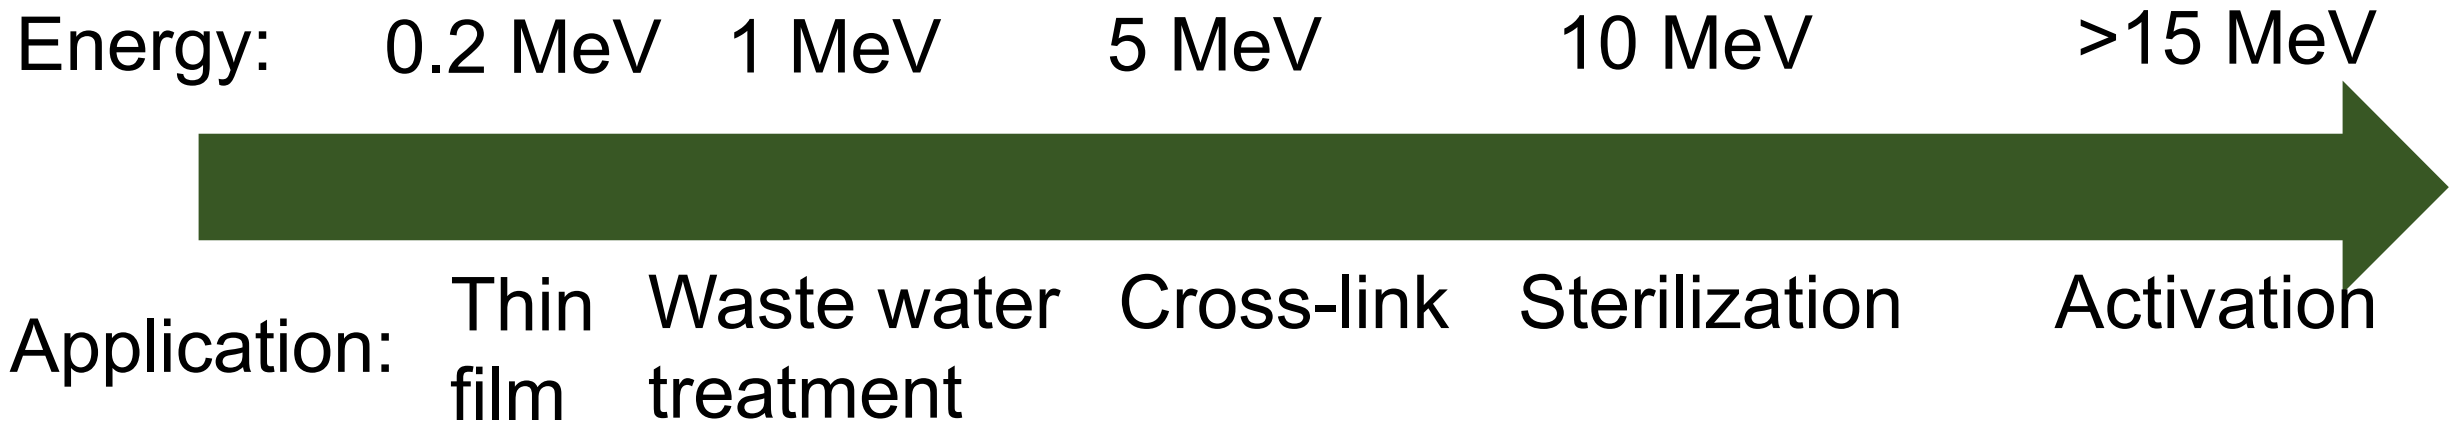 Energy: 0.2 MeV 1 MeV 5 MeV 10 MeV >15 MeV
Application: Thin Waste water Cross-link Sterilization Activation
film treatment